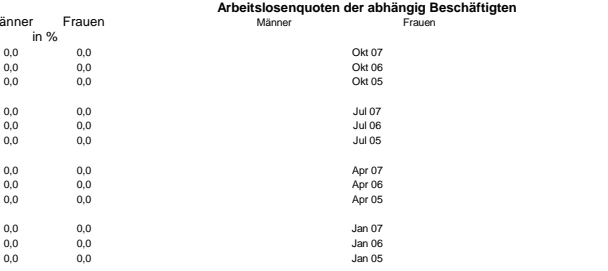 Arbeitslosenquoten der abhängig Beschäftigten
änner Frauen Männer Frauen
in %
0,0 0,0 Okt 07
0,0 0,0 Okt 06
0,0 0,0 Okt 05
0,0 0,0 Jul 07
0,0 0,0 Jul 06
0,0 0,0 Jul 05
0,0 0,0 Apr 07
0,0 0,0 Apr 06
0,0 0,0 Apr 05
0,0 0,0 Jan 07
0,0 0,0 Jan 06
0,0 0,0 Jan 05